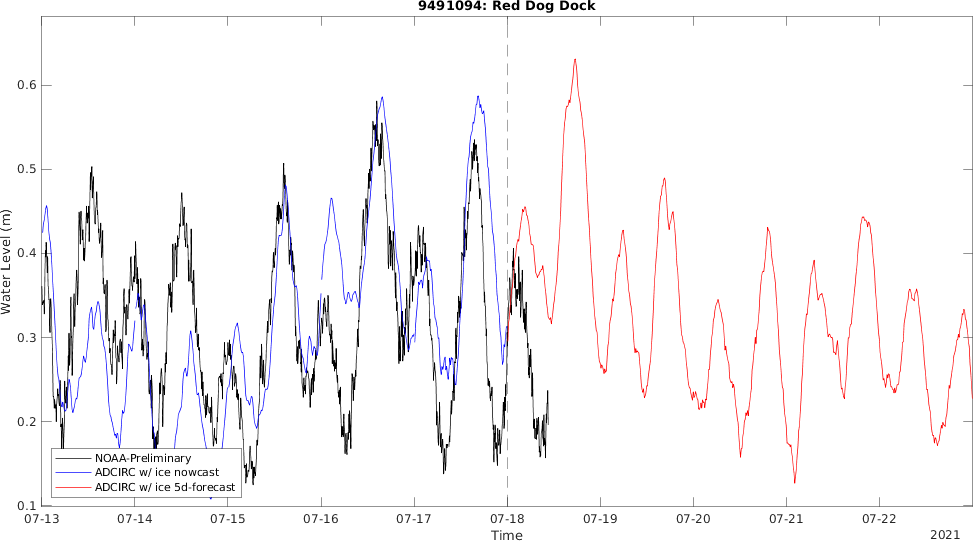 9491094: Red Dog Dock
Water Level (m)
0.6
0.5
0.4
0.3
0.2
0.1
NOAA-Preliminary
ADCIRC w/ ice nowcast
ADCIRC w/ ice 5d-forecast
07-13 07-14 07-15 07-16 07-17 07-18 07-19 07-20 07-21 07-22
Time
2021